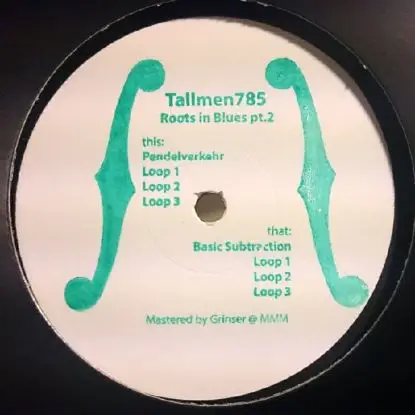 Tallmen785
Roots in Blues pt.2
this:
Pendelverkehr
Loop 1
Loop 2
Loop 3
that:
Basic Subtraction
Loop 1
Loop 2
Loop 3
Mastered by Grinser @ MMM